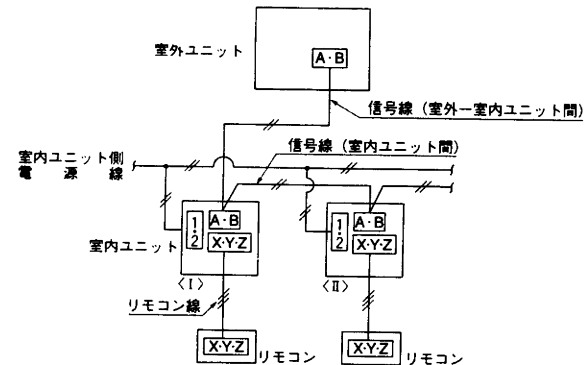 室外ユニット
A・B
信号線（室外ー室内ユニット間）
信号線（室内ユニット間）
室内ユニット側
電源線
1・2
A・B
X・Y・Z
室内ユニット
〈Ⅰ〉
1・2
A・B
X・Y・Z
〈Ⅱ〉
リモコン線
X・Y・Z
リモコン
X・Y・Z
リモコン